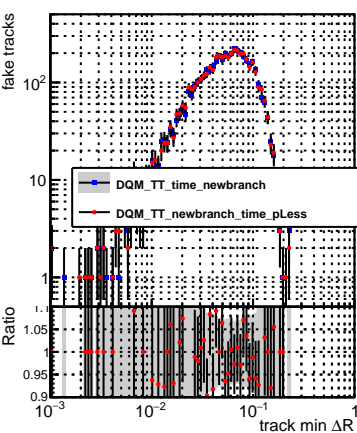 fake tracks
10²
10
1
DQM_TT_time_newbranch
DQM_TT_newbranch_time_pLess
Ratio
1.1
1.05
1
0.95
0.9
10⁻³ 10⁻² 10⁻¹ 1
track min ΔR